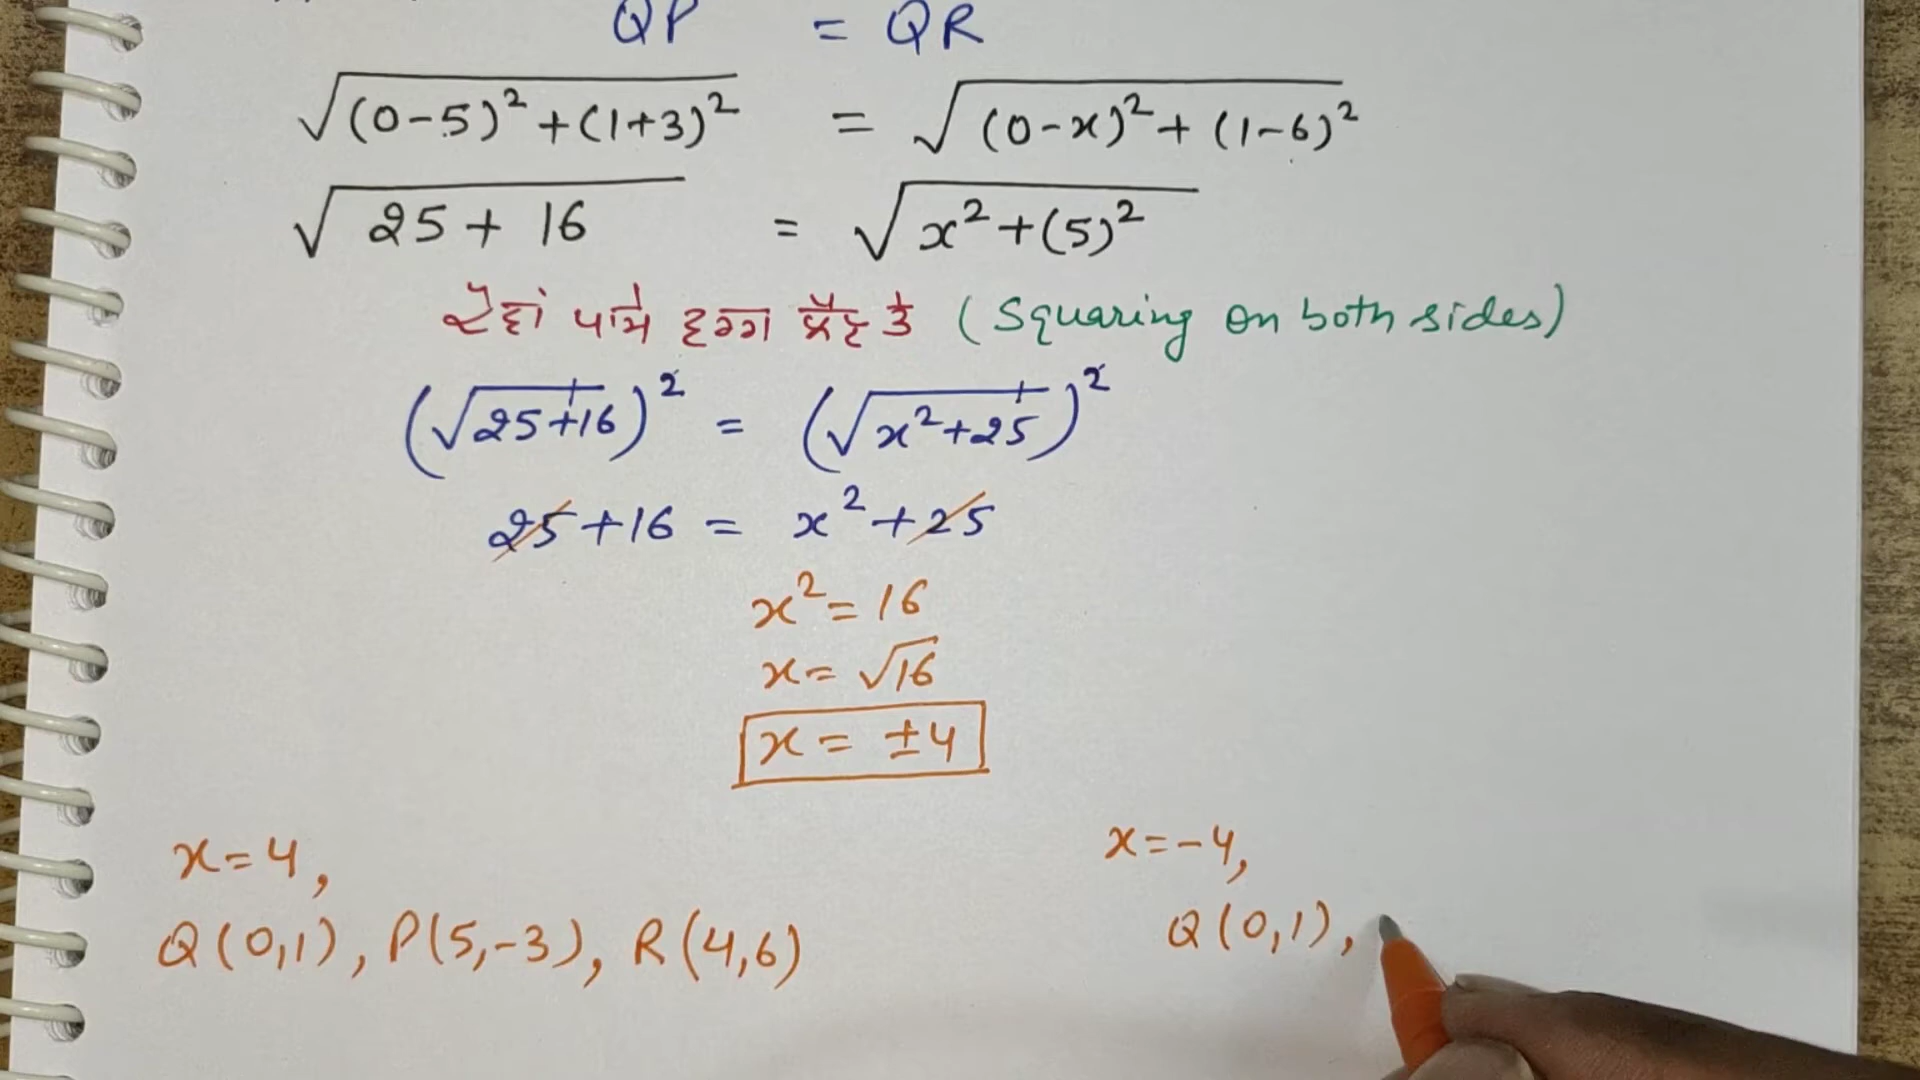 QP = QR
√(0-5)²+(1+3)² = √(0-x)²+(1-6)²
√25+16 = √x²+(5)²
ਦੋਹਾਂ ਪਾਸੇ ਵਰਗ ਕਰਣ ਤੇ (Squaring on both sides)
(√25+16)² = (√x²+25)²
25+16 = x²+25
x²=16
x=√16
x= ±4
x=4,
Q(0,1), P(5,-3), R(4,6)
x=-4,
Q(0,1),